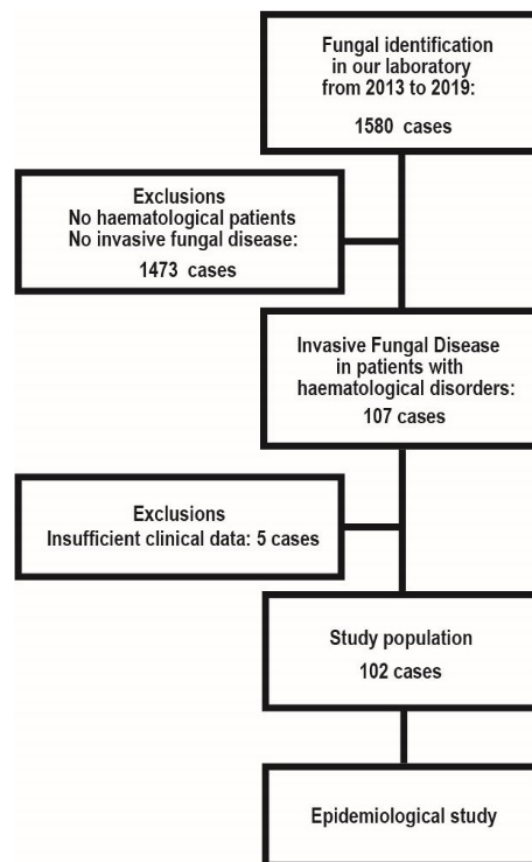 Fungal identification
in our laboratory
from 2013 to 2019:
1580 cases
Exclusions
No haematological patients
No invasive fungal disease:
1473 cases
Invasive Fungal Disease
in patients with
haematological disorders:
107 cases
Exclusions
Insufficient clinical data: 5 cases
Study population
102 cases
Epidemiological study